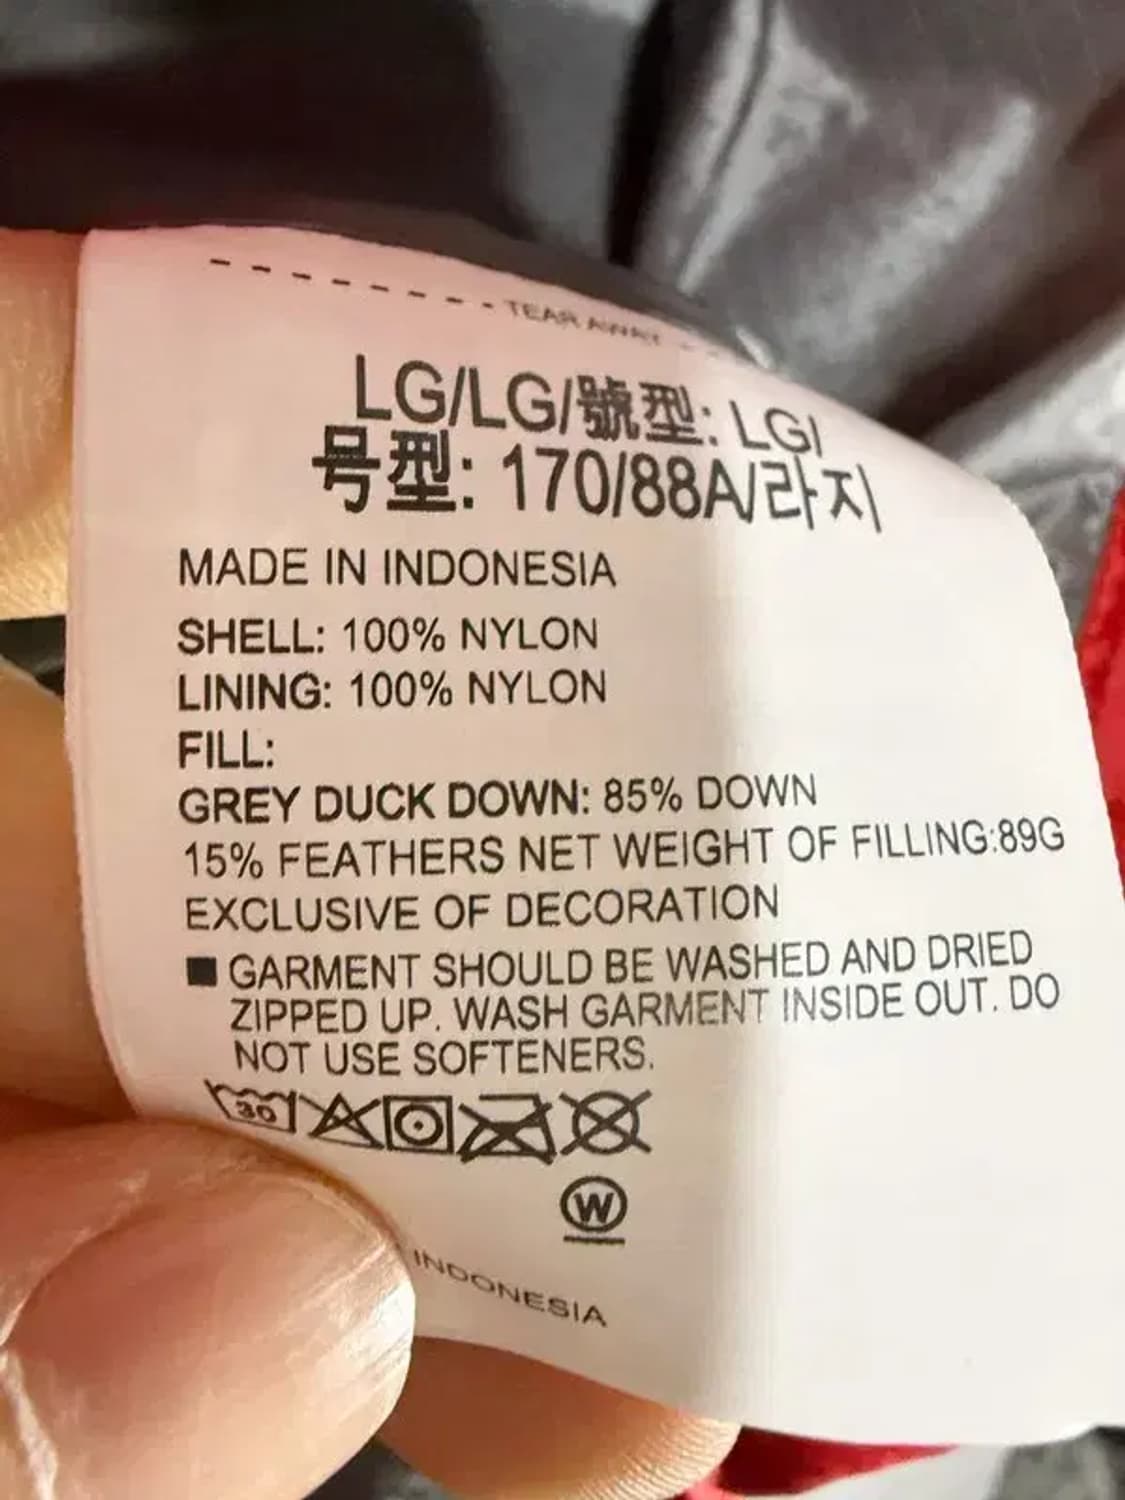 TEAR AWAY
LG/LG/號型: LG/
号型: 170/88A/라지
MADE IN INDONESIA
SHELL: 100% NYLON
LINING: 100% NYLON
FILL:
GREY DUCK DOWN: 85% DOWN
15% FEATHERS NET WEIGHT OF FILLING:89G
EXCLUSIVE OF DECORATION
■ GARMENT SHOULD BE WASHED AND DRIED
ZIPPED UP. WASH GARMENT INSIDE OUT. DO
NOT USE SOFTENERS.
30
W
INDONESIA